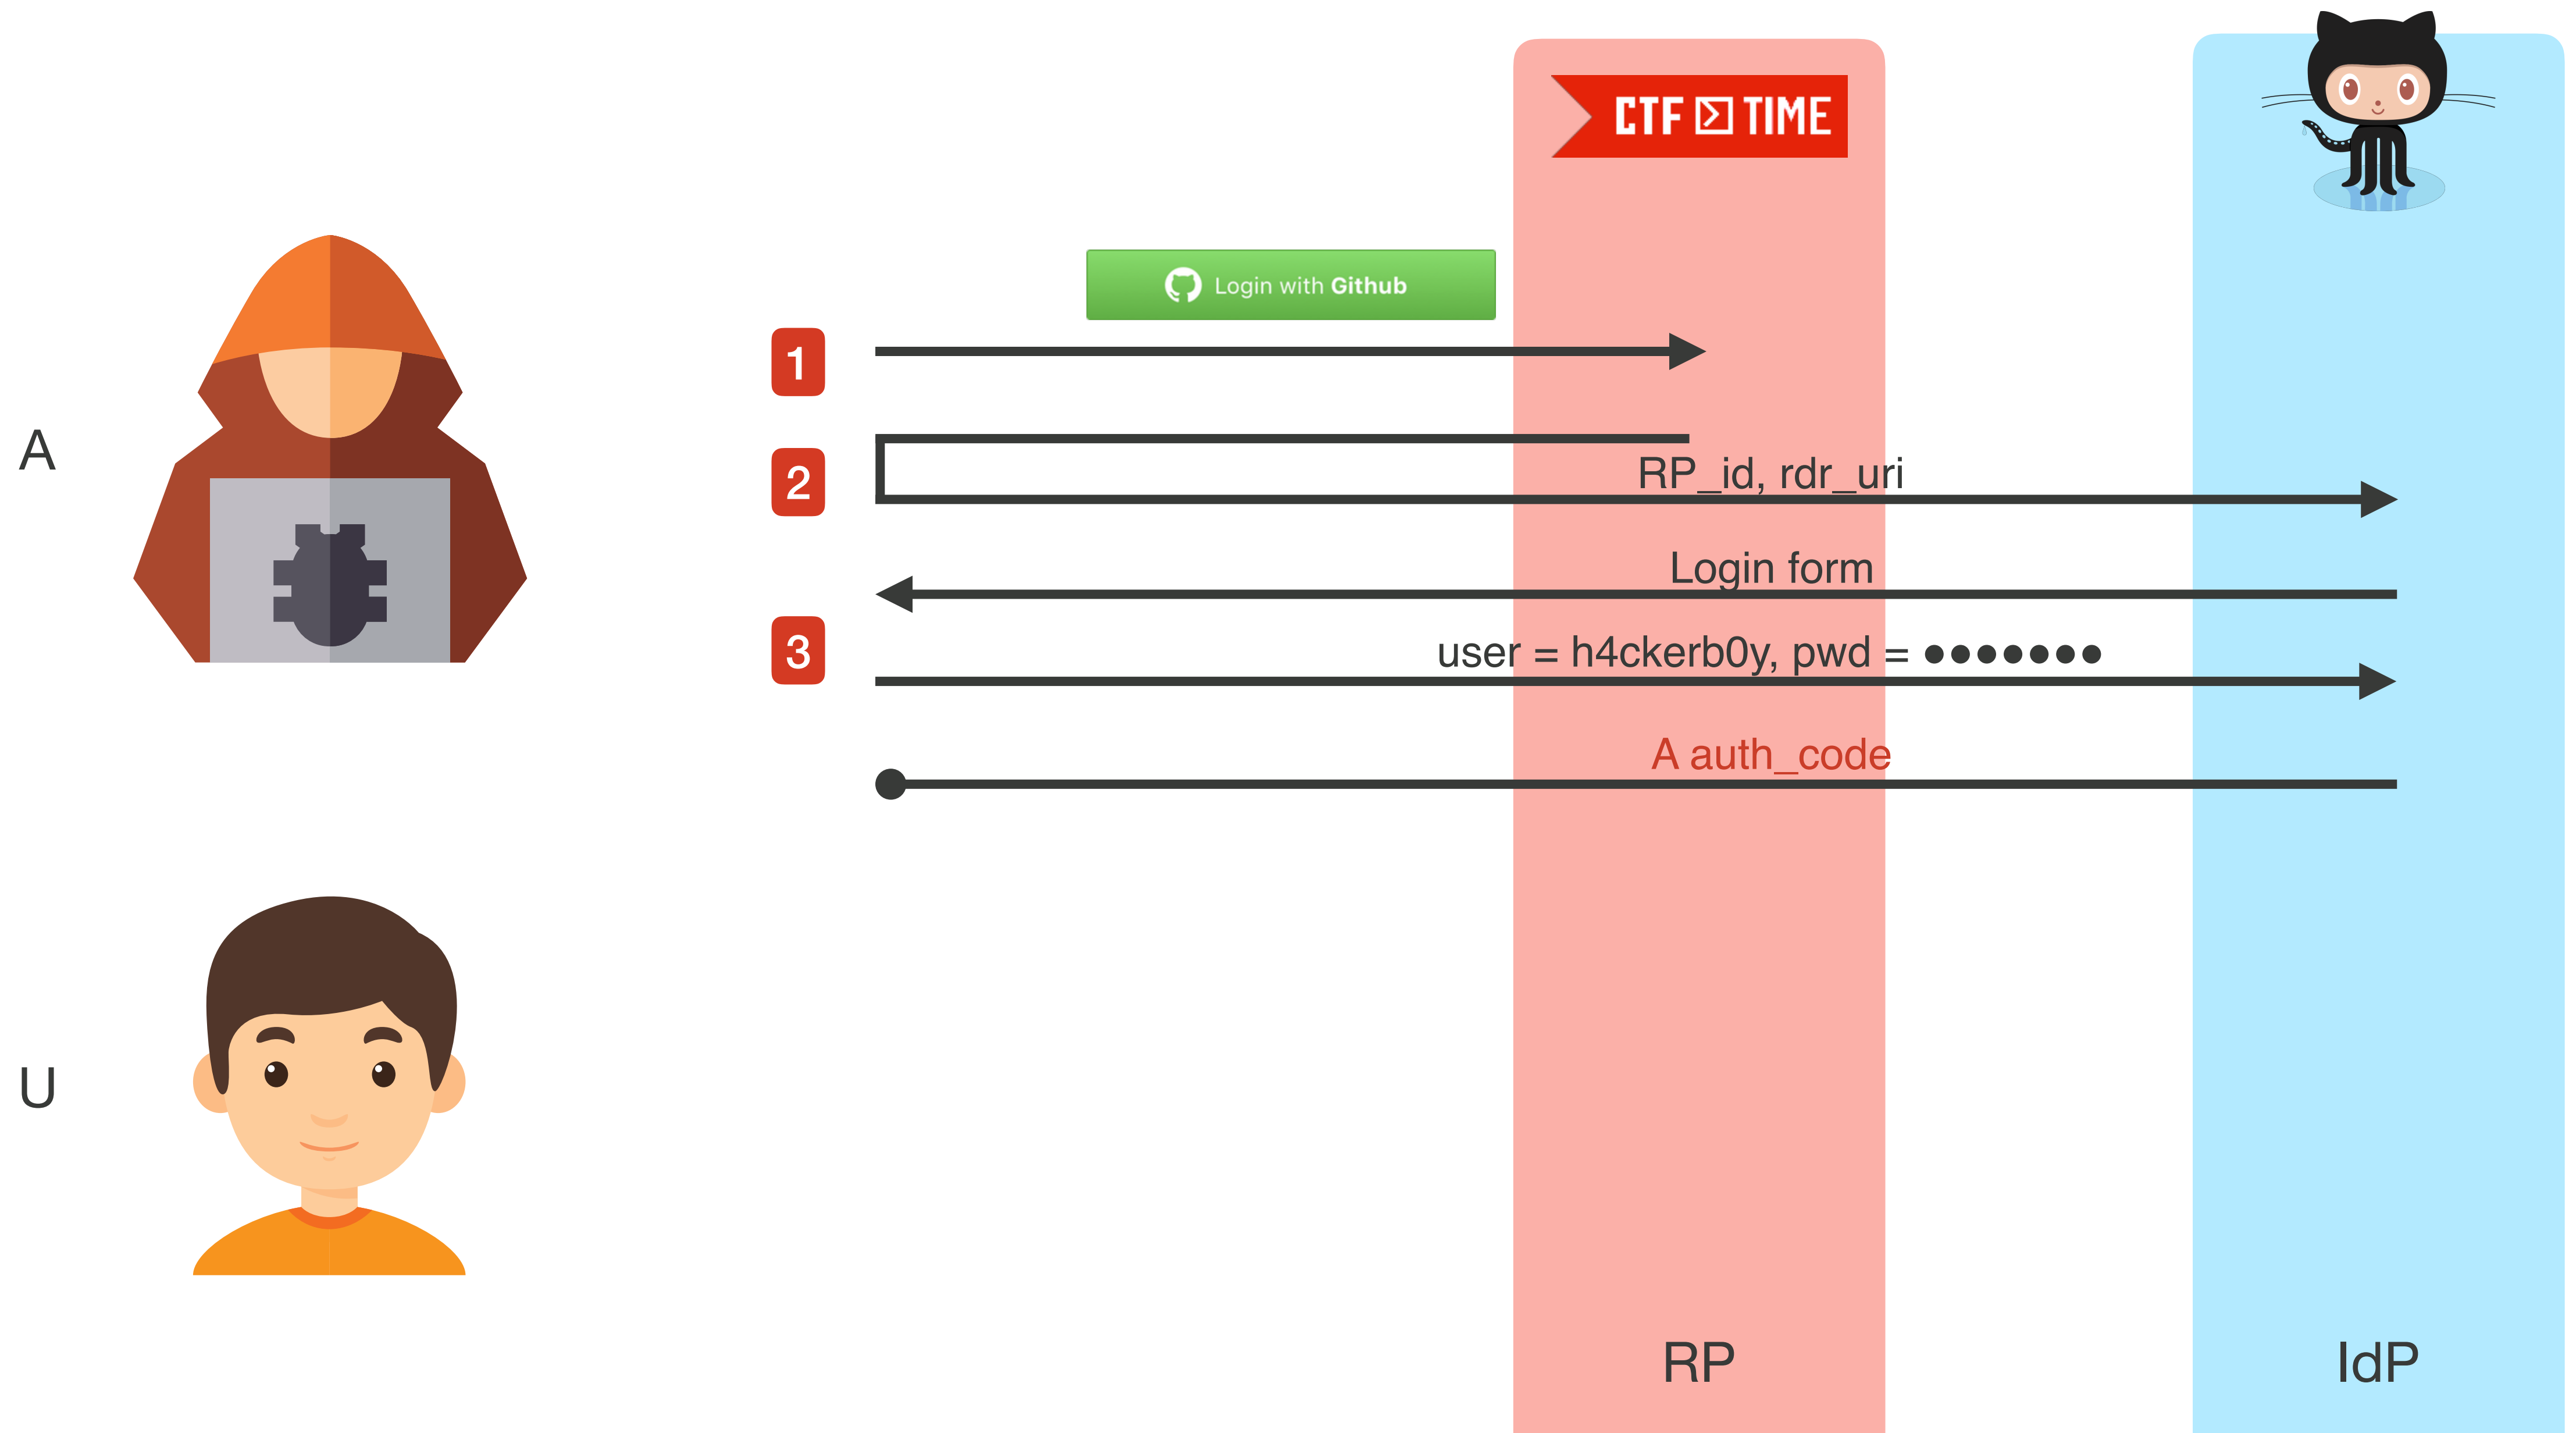 CTF TIME
Login with Github
1
2
RP_id, rdr_uri
Login form
3
user = h4ckerb0y, pwd = •••••••
A auth_code
A
U
RP
IdP